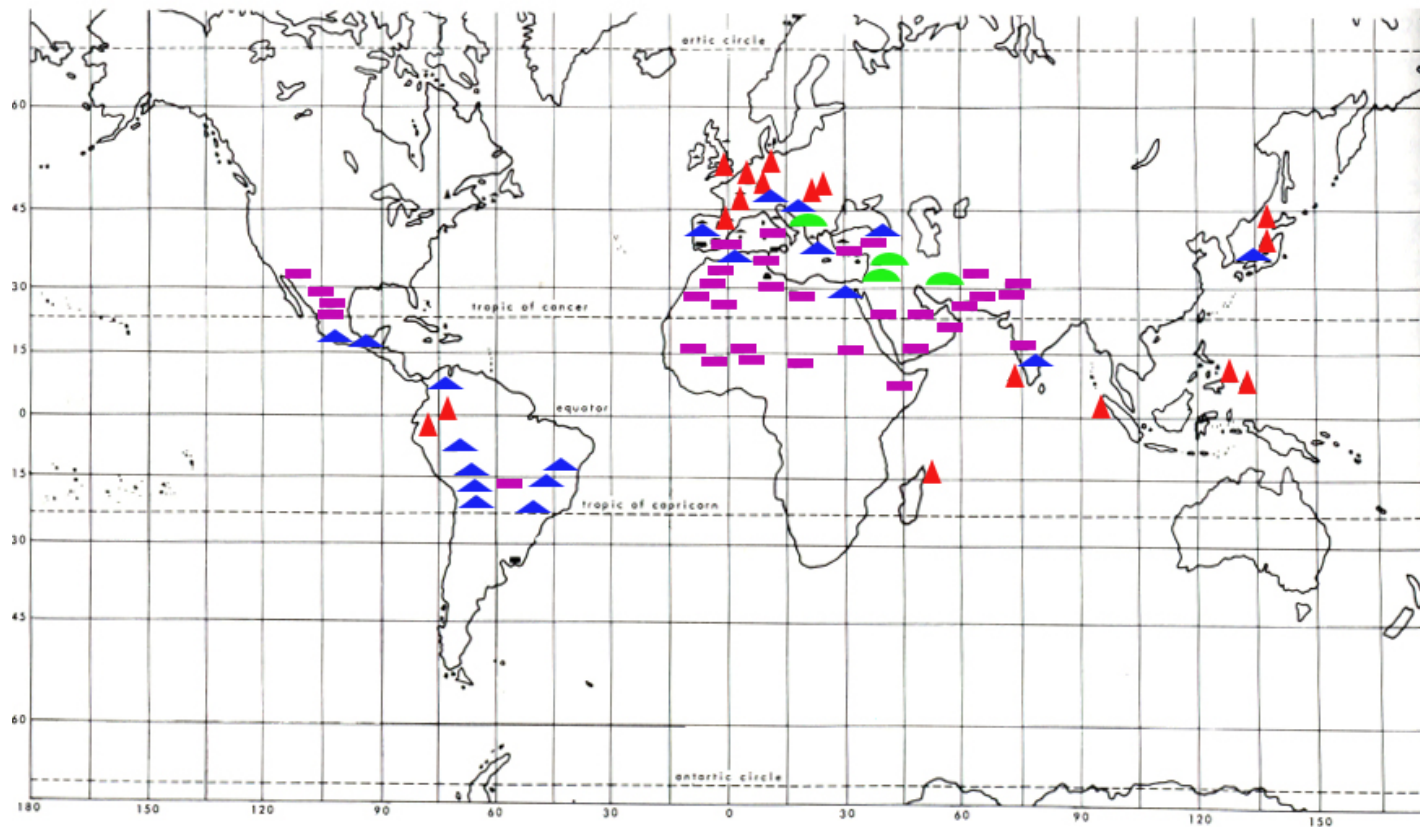 artic circle
60
45
30
tropic of cancer
15
equator
0
15
tropic of capricorn
30
45
60
antartic circle
180 150 120 90 60 30 0 30 60 90 120 150